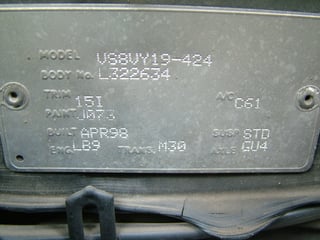 MODEL VS8VY19-424
BODY No. L322634
TRIM 15I A/C C61
PAINT J073
BUILT APR98 SUSP STD
ENG. LB9 TRANS. M30 AXLE GU4